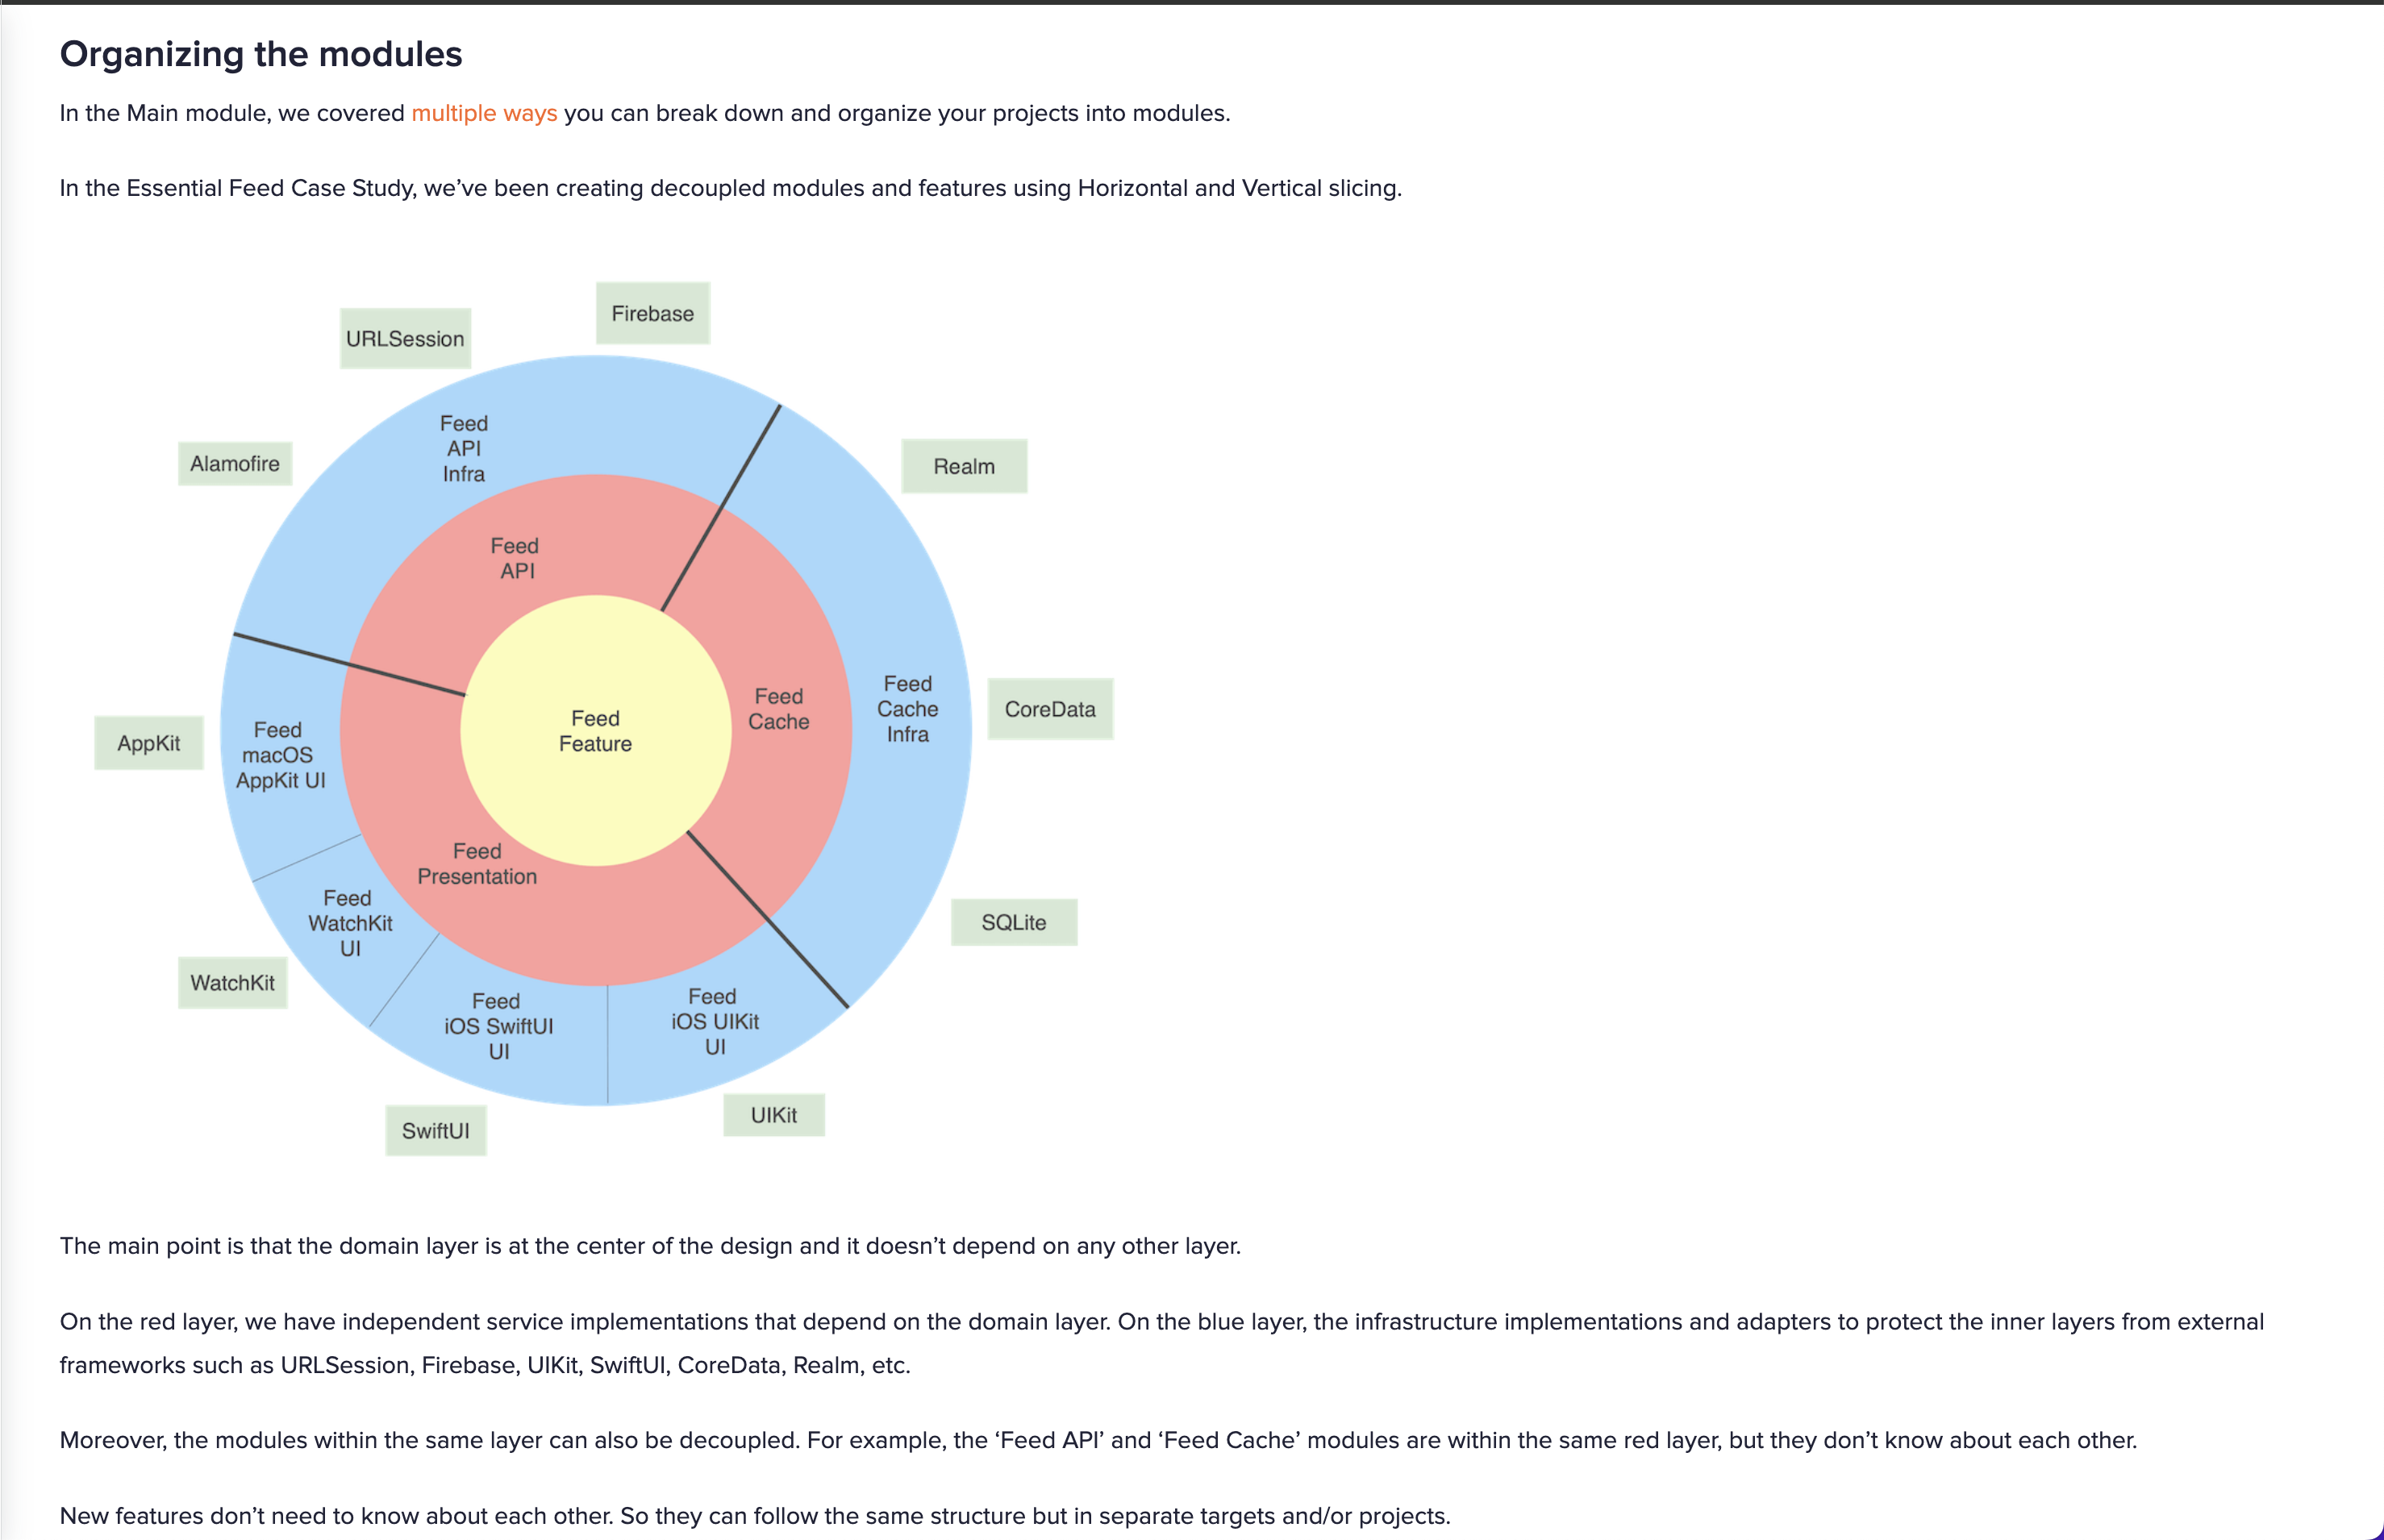 Organizing the modules
In the Main module, we covered multiple ways you can break down and organize your projects into modules.
In the Essential Feed Case Study, we’ve been creating decoupled modules and features using Horizontal and Vertical slicing.
Firebase
URLSession
Feed
API
Infra
Alamofire
Realm
Feed
API
Feed
Cache
Infra
Feed
Cache
CoreData
Feed
Feature
AppKit
Feed
macOS
AppKit UI
Feed
Presentation
Feed
WatchKit
UI
SQLite
WatchKit
Feed
iOS SwiftUI
UI
Feed
iOS UIKit
UI
UIKit
SwiftUI
The main point is that the domain layer is at the center of the design and it doesn’t depend on any other layer.
On the red layer, we have independent service implementations that depend on the domain layer. On the blue layer, the infrastructure implementations and adapters to protect the inner layers from external
frameworks such as URLSession, Firebase, UIKit, SwiftUI, CoreData, Realm, etc.
Moreover, the modules within the same layer can also be decoupled. For example, the ‘Feed API’ and ‘Feed Cache’ modules are within the same red layer, but they don’t know about each other.
New features don’t need to know about each other. So they can follow the same structure but in separate targets and/or projects.